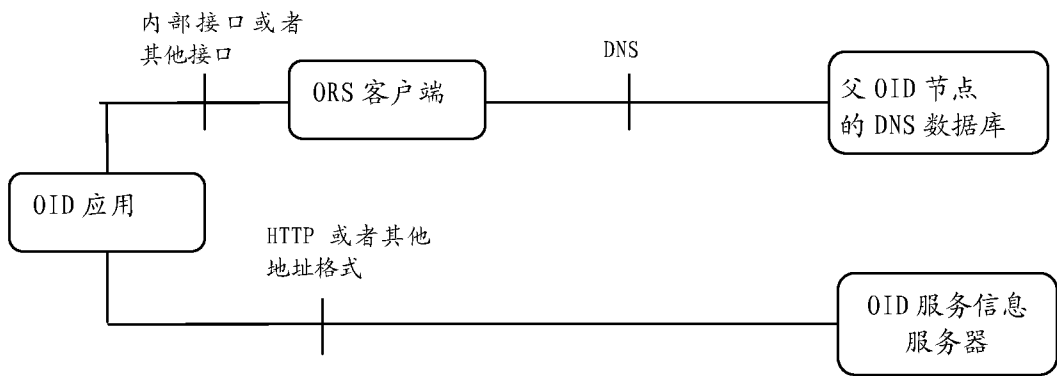 内部接口或者
其他接口
DNS
ORS 客户端
父 OID 节点
的 DNS 数据库
OID 应用
HTTP 或者其他
地址格式
OID 服务信息
服务器